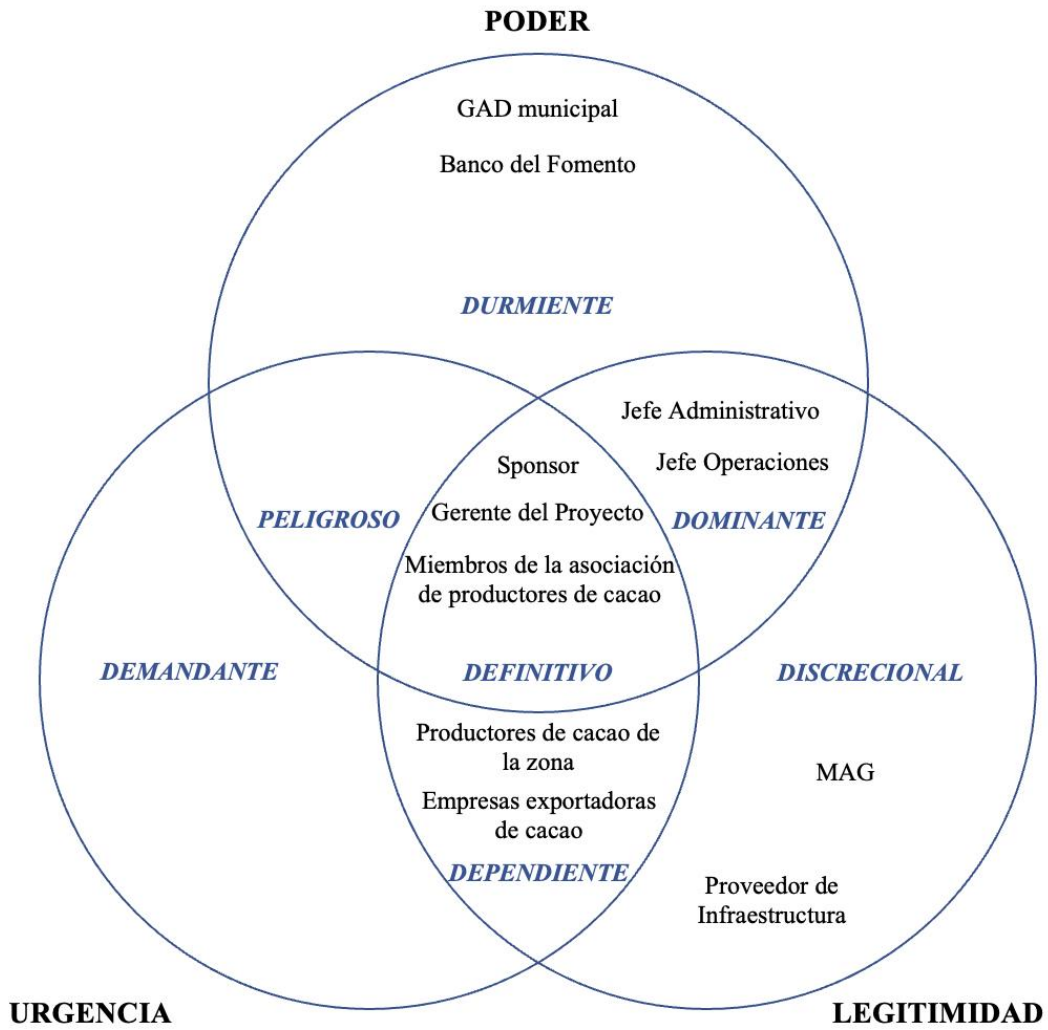 PODER
GAD municipal
Banco del Fomento
DURMIENTE
Jefe Administrativo
Sponsor
Jefe Operaciones
PELIGROSO
Gerente del Proyecto
DOMINANTE
Miembros de la asociación
de productores de cacao
DEMANDANTE
DEFINITIVO
DISCRECIONAL
Productores de cacao de
la zona
MAG
Empresas exportadoras
de cacao
DEPENDIENTE
Proveedor de
Infraestructura
URGENCIA
LEGITIMIDAD